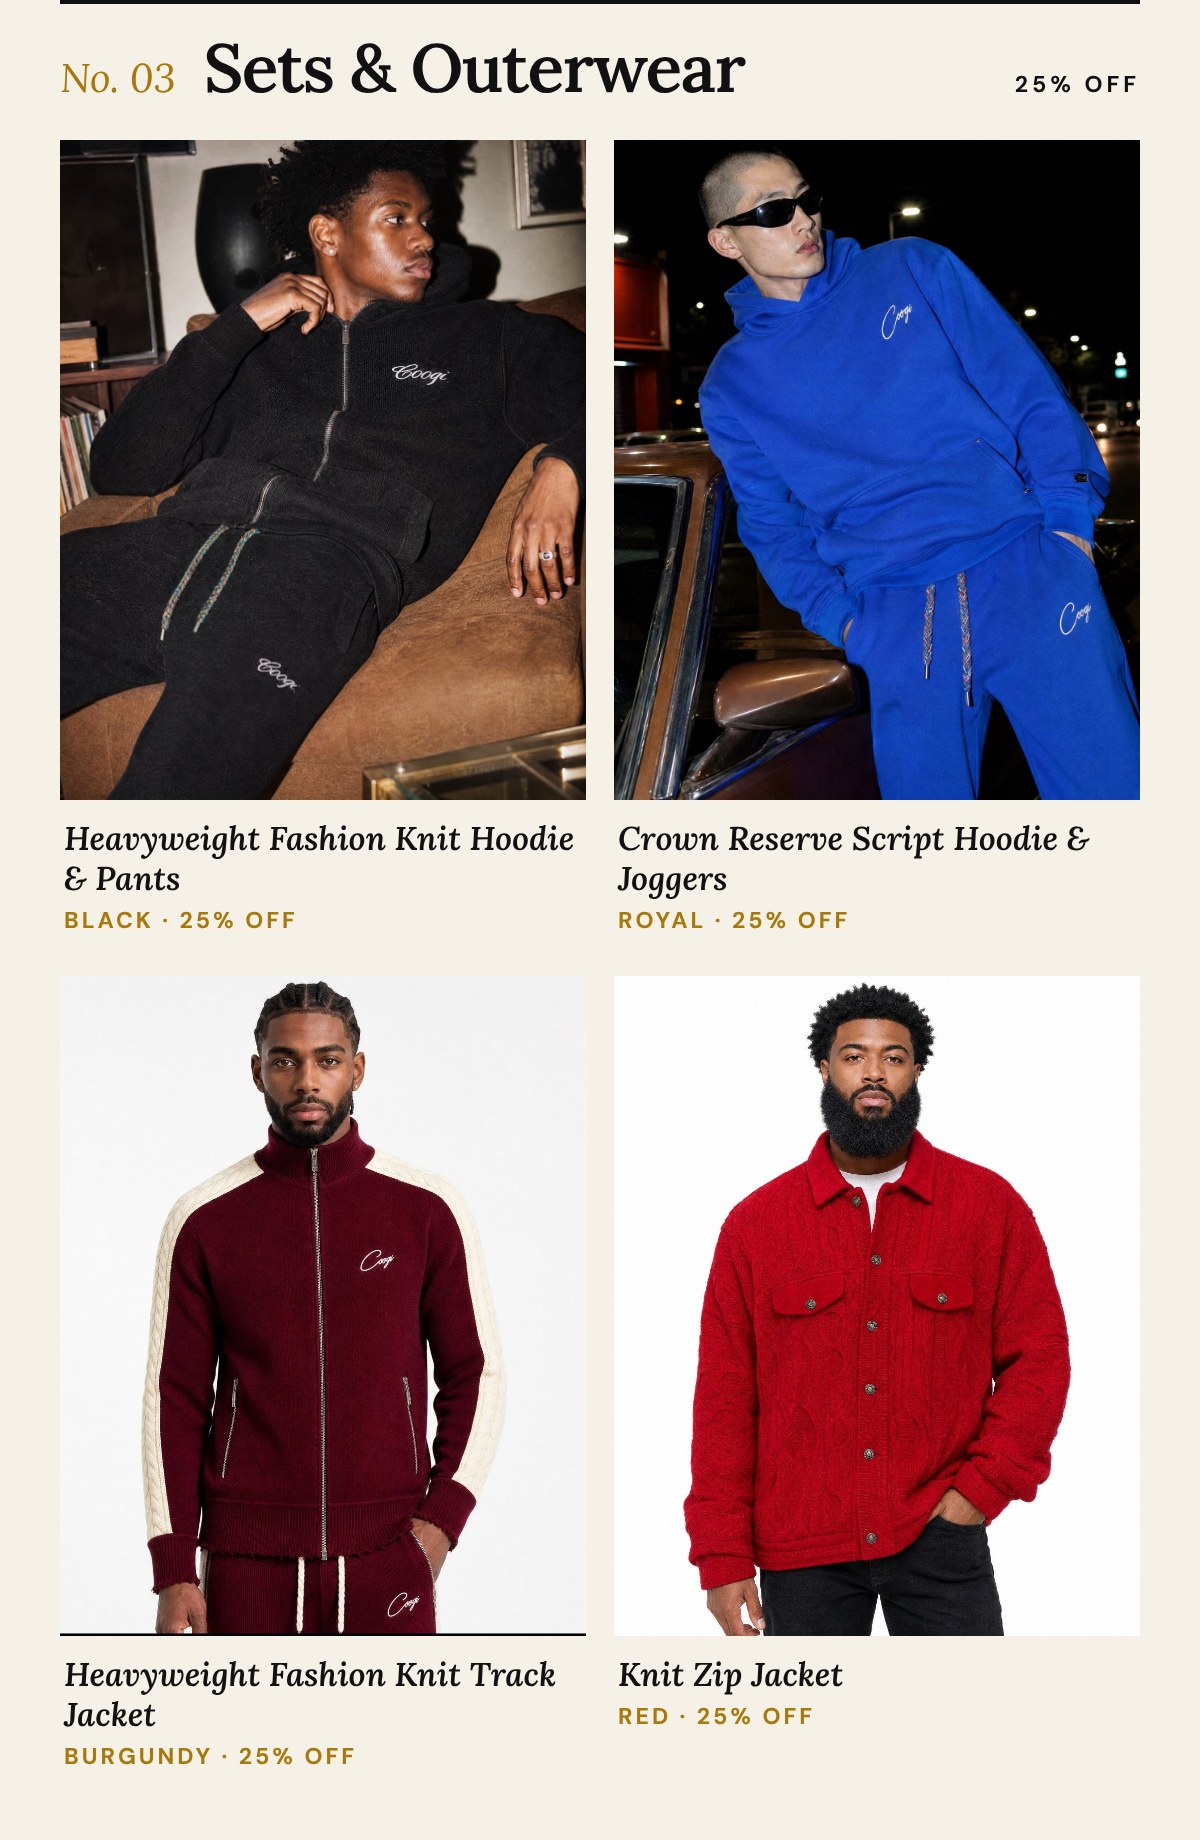 No. 03 Sets & Outerwear 25% OFF
Coogi
Coogi
Coogi
Coogi
Heavyweight Fashion Knit Hoodie
& Pants
BLACK · 25% OFF
Crown Reserve Script Hoodie &
Joggers
ROYAL · 25% OFF
Coogi
Coogi
Heavyweight Fashion Knit Track
Jacket
BURGUNDY · 25% OFF
Knit Zip Jacket
RED · 25% OFF